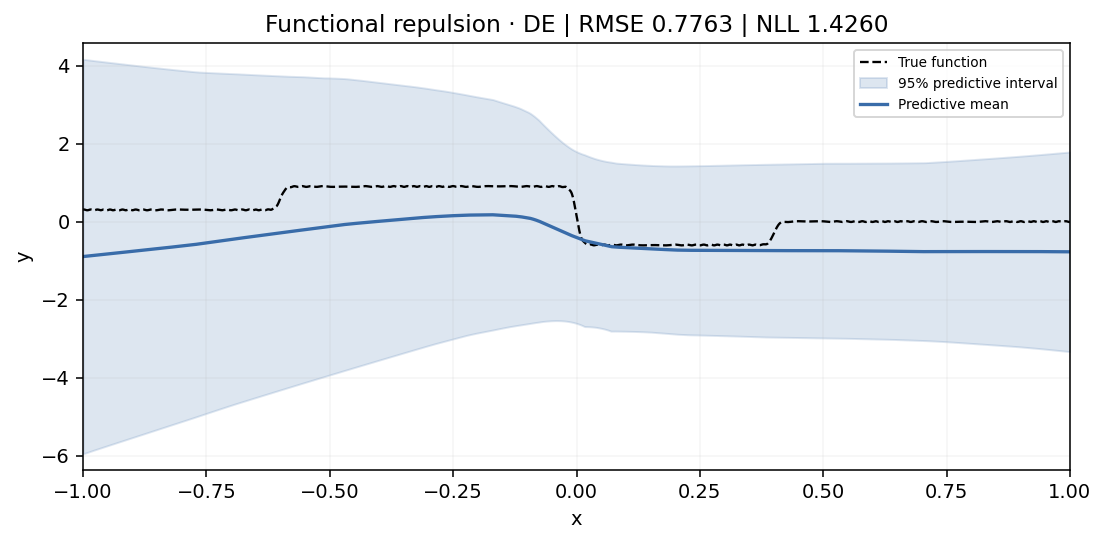 Functional repulsion · DE | RMSE 0.7763 | NLL 1.4260
True function
95% predictive interval
Predictive mean
y
4
2
0
−2
−4
−6
−1.00 −0.75 −0.50 −0.25 0.00 0.25 0.50 0.75 1.00
x